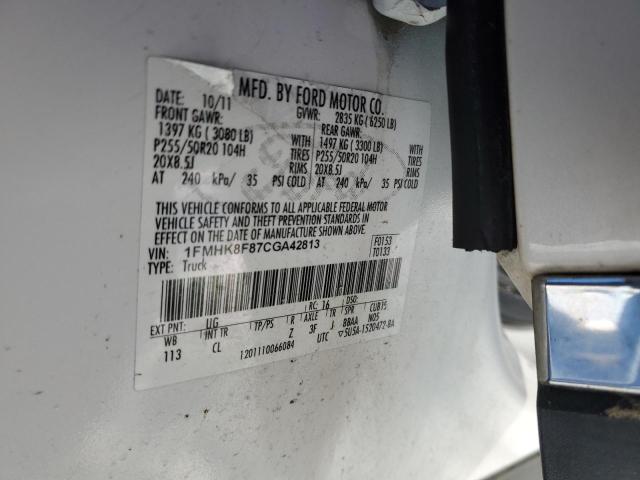 MFD. BY FORD MOTOR CO.
DATE: 10/11 GVWR: 2835 KG ( 6250 LB)
FRONT GAWR: REAR GAWR:
1397 KG ( 3080 LB) WITH 1497 KG ( 3300 LB) WITH
P255/50R20 104H TIRES P255/50R20 104H TIRES
20X8.5J RIMS 20X8.5J RIMS
AT 240 kPa/ 35 PSI COLD AT 240 kPa/ 35 PSI COLD
THIS VEHICLE CONFORMS TO ALL APPLICABLE FEDERAL MOTOR
VEHICLE SAFETY AND THEFT PREVENTION STANDARDS IN
EFFECT ON THE DATE OF MANUFACTURE SHOWN ABOVE.
VIN: 1FMHK8F87CGA42813 F0153
TYPE: Truck T0133
EXT PNT: UG RC: 16 DSO:
WB INT TR TP/PS R AXLE TR SPR CUB15
113 CL Z 3F J BBAA N05
1201110066084 UTC ▽5U5A-1520472-BA